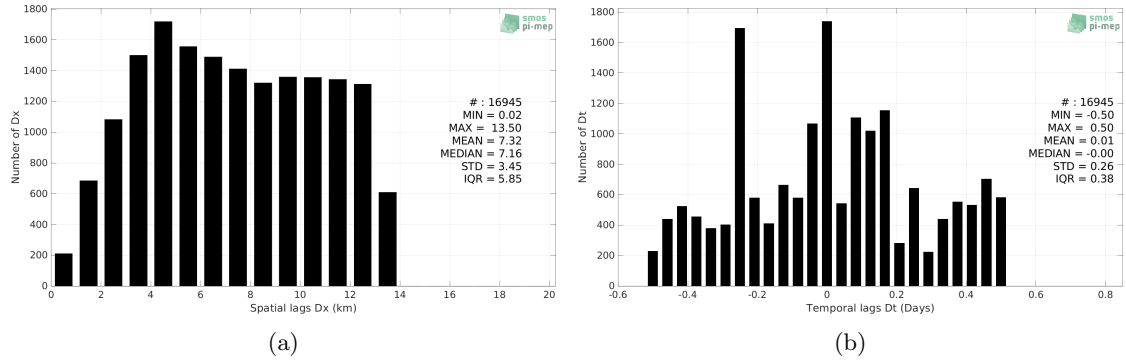 1800
1600
1400
1200
1000
800
600
400
200
0
Number of Dx
smos
pi-mep
# : 16945
MIN = 0.02
MAX = 13.50
MEAN = 7.32
MEDIAN = 7.16
STD = 3.45
IQR = 5.85
0 2 4 6 8 10 12 14 16 18 20
Spatial lags Dx (km)
(a)
1800
1600
1400
1200
1000
800
600
400
200
0
Number of Dt
smos
pi-mep
# : 16945
MIN = -0.50
MAX = 0.50
MEAN = 0.01
MEDIAN = -0.00
STD = 0.26
IQR = 0.38
-0.6 -0.4 -0.2 0 0.2 0.4 0.6 0.8
Temporal lags Dt (Days)
(b)